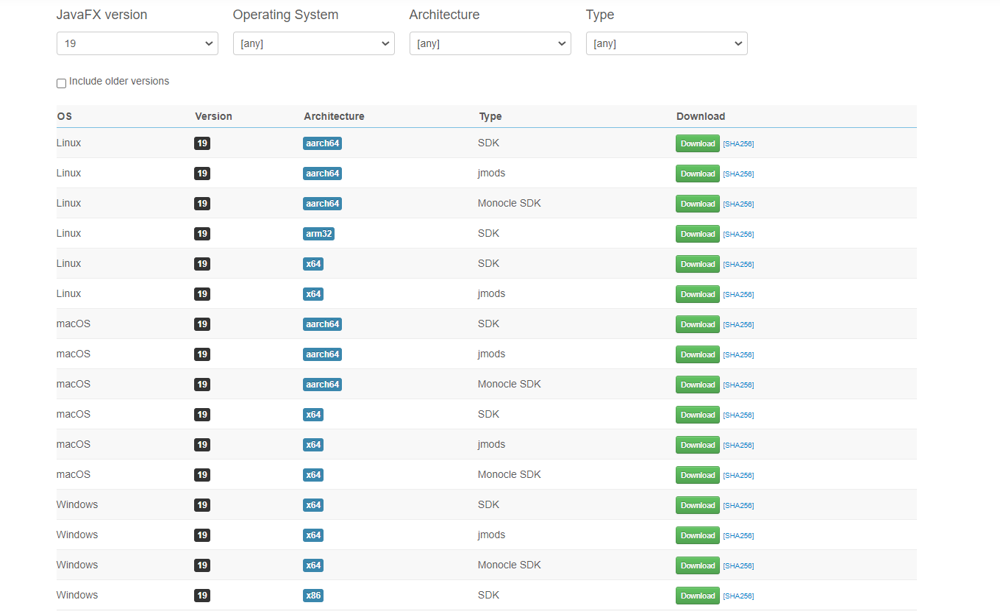 JavaFX version Operating System Architecture Type
19 [any] [any] [any]
Include older versions
OS Version Architecture Type Download
Linux 19 aarch64 SDK Download [SHA256]
Linux 19 aarch64 jmods Download [SHA256]
Linux 19 aarch64 Monocle SDK Download [SHA256]
Linux 19 arm32 SDK Download [SHA256]
Linux 19 x64 SDK Download [SHA256]
Linux 19 x64 jmods Download [SHA256]
macOS 19 aarch64 SDK Download [SHA256]
macOS 19 aarch64 jmods Download [SHA256]
macOS 19 aarch64 Monocle SDK Download [SHA256]
macOS 19 x64 SDK Download [SHA256]
macOS 19 x64 jmods Download [SHA256]
macOS 19 x64 Monocle SDK Download [SHA256]
Windows 19 x64 SDK Download [SHA256]
Windows 19 x64 jmods Download [SHA256]
Windows 19 x64 Monocle SDK Download [SHA256]
Windows 19 x86 SDK Download [SHA256]